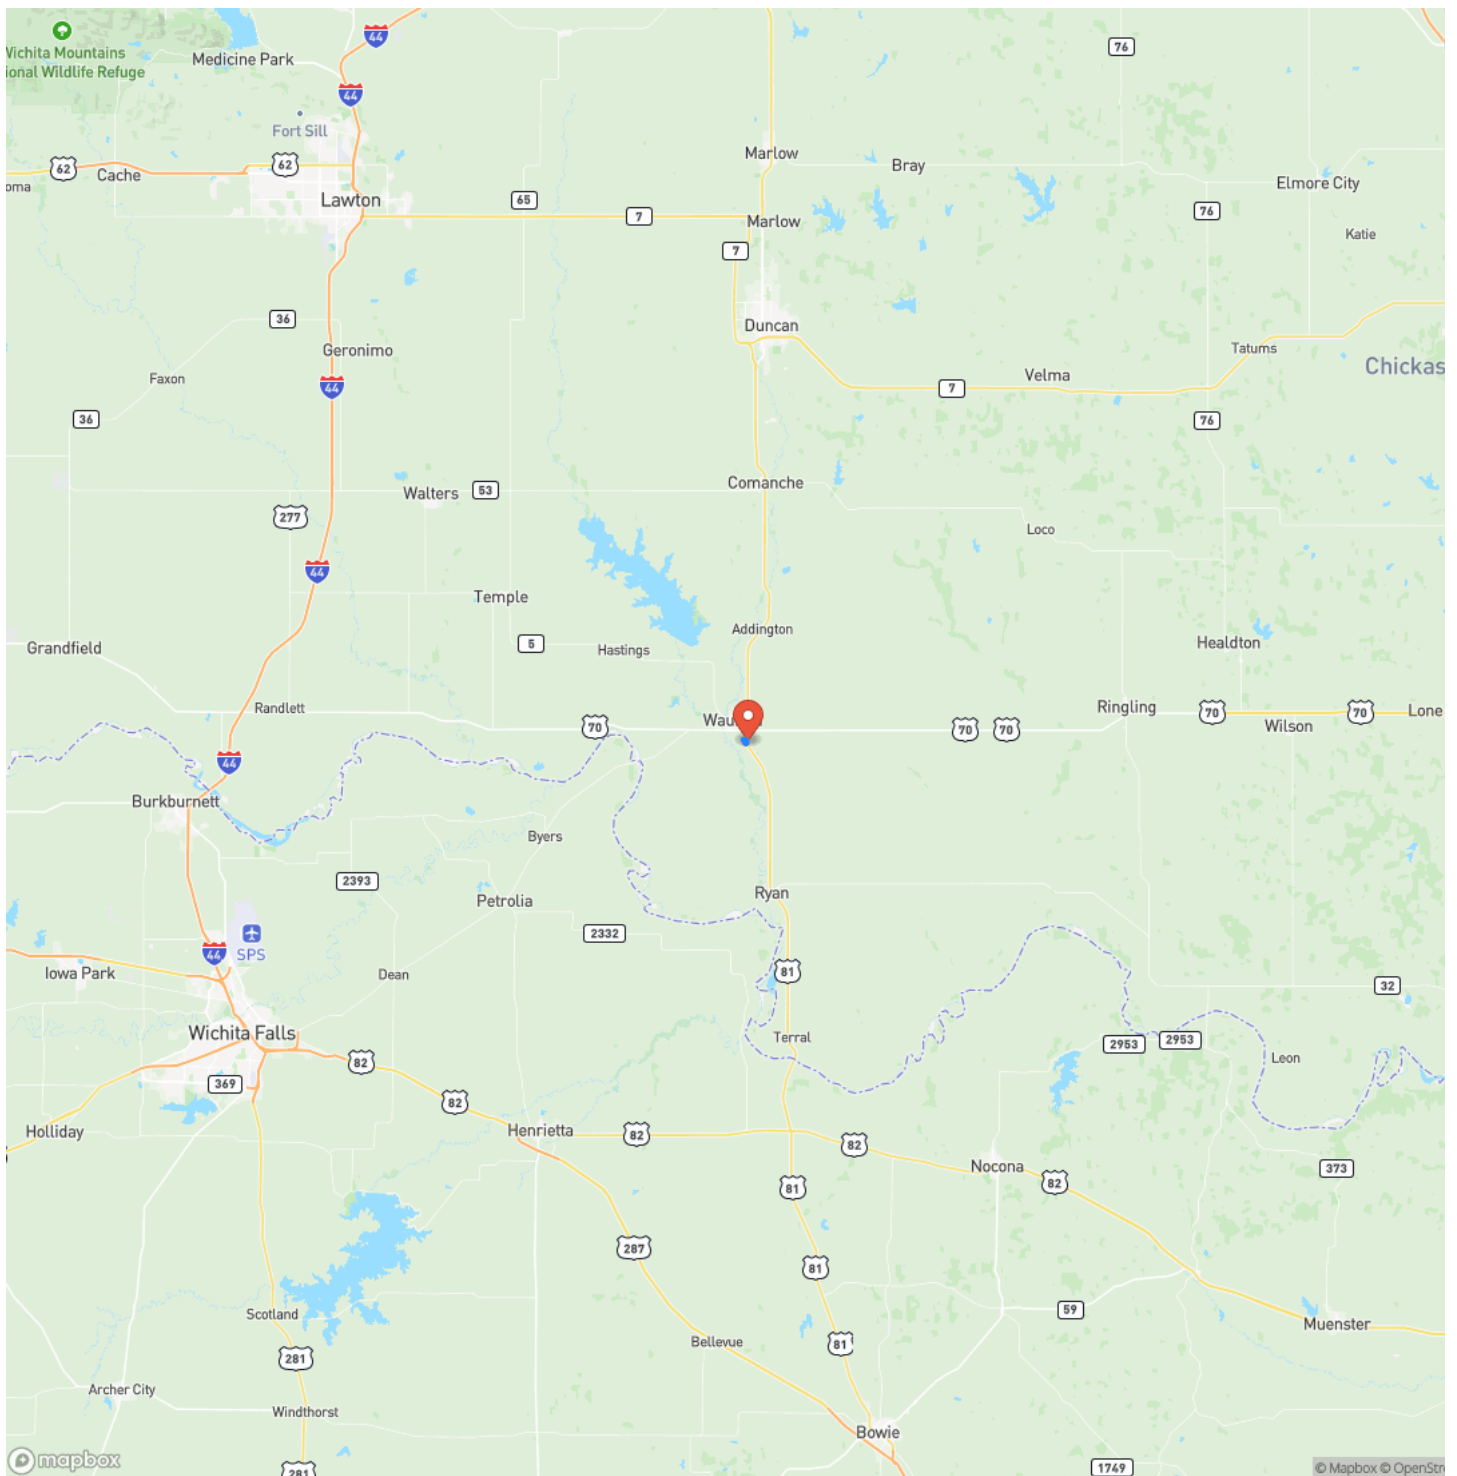 44
76
Medicine Park
Wichita Mountains
ional Wildlife Refuge
44
Fort Sill
Marlow
Bray
62
62
Cache
oma
Elmore City
Lawton
65
7
76
Marlow
Katie
7
36
Duncan
Geronimo
Tatums
Chickas
Faxon
44
7
Velma
36
76
Comanche
Walters
53
277
Loco
44
Temple
Addington
5
Hastings
Healdton
Grandfield
Randlett
Ringling
70
Lone
Wau
70
70
70
70
Wilson
44
Burkburnett
Byers
2393
Petrolia
Ryan
2332
SPS
44
Iowa Park
Dean
81
32
Wichita Falls
Terral
2953
2953
Leon
82
369
82
Holliday
Henrietta
82
82
Nocona
373
82
81
287
81
Scotland
59
Muenster
Bellevue
81
281
Archer City
Windthorst
Bowie
mapbox
281
1749
© Mapbox © OpenStre